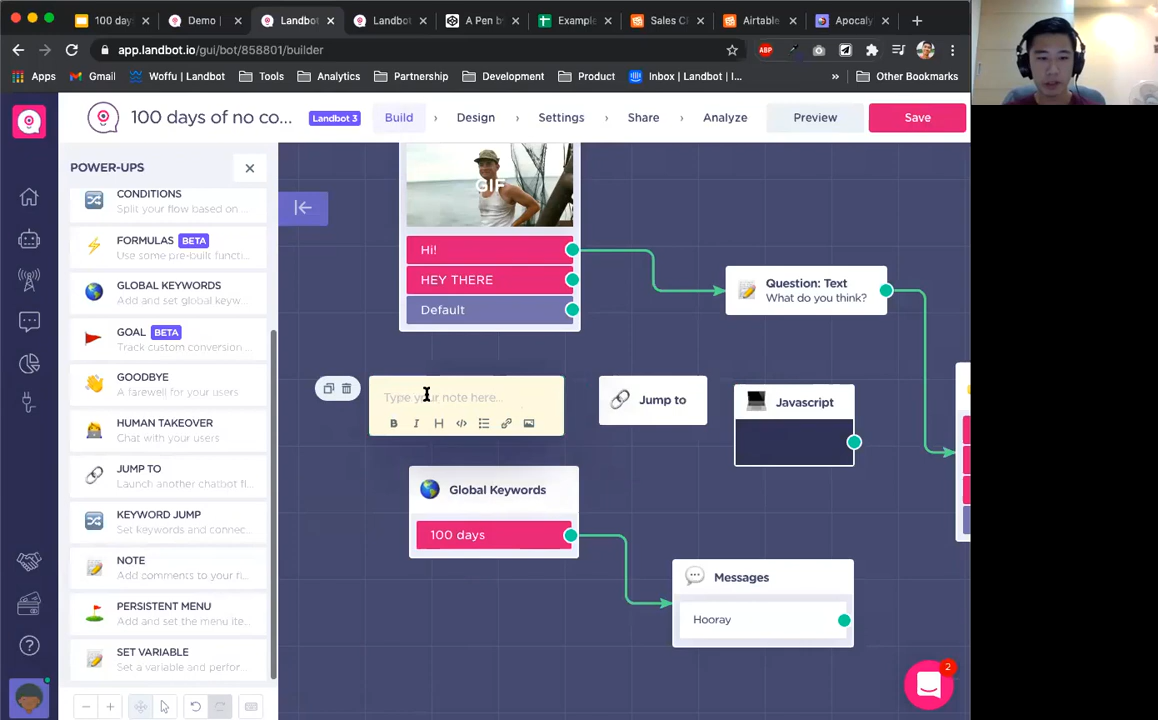 100 day
Demo |
Landbot
Landbot
A Pen by
Example
Sales C
Airtable
Apocaly
app.landbot.io/gui/bot/858801/builder
ABP
Apps
Gmail
Woffu | Landbot
Tools
Analytics
Partnership
Development
Product
Inbox | Landbot | I...
»
Other Bookmarks
100 days of no co...
Landbot 3
Build
Design
Settings
Share
Analyze
Preview
Save
POWER-UPS
CONDITIONS
Split your flow based on ...
FORMULAS BETA
Use some pre-built functi...
GLOBAL KEYWORDS
Add and set global keyw...
GOAL BETA
Track custom conversion ...
GOODBYE
A farewell for your users
HUMAN TAKEOVER
Chat with your users
JUMP TO
Launch another chatbot fl...
KEYWORD JUMP
Set keywords and connec...
NOTE
Add comments to your fl...
PERSISTENT MENU
Add and set the menu ite...
SET VARIABLE
Set a variable and perfor...
GIF
Hi!
HEY THERE
Default
Question: Text
What do you think?
Type your note here...
B I H </>
Jump to
Javascript
Global Keywords
100 days
Messages
Hooray
2